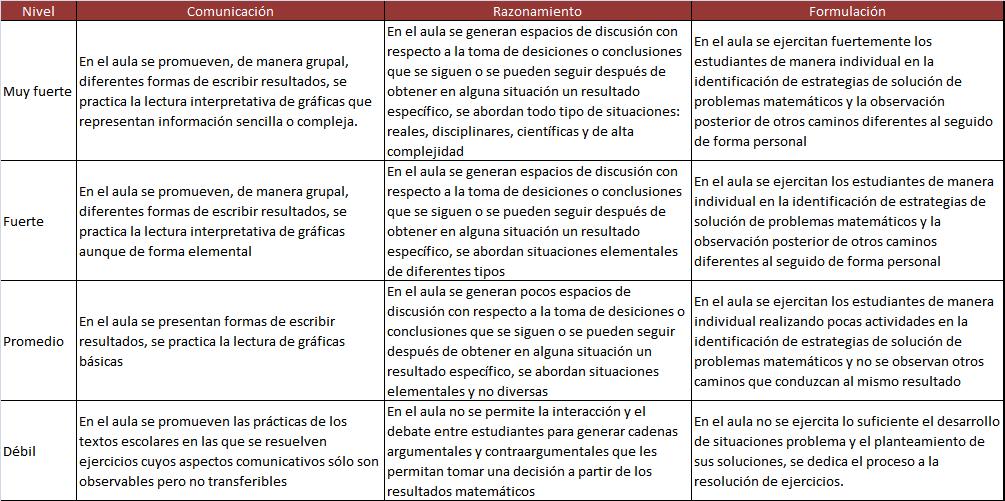 Nivel
Comunicación
Razonamiento
Formulación
Muy fuerte
En el aula se promueven, de manera grupal,
diferentes formas de escribir resultados, se
practica la lectura interpretativa de gráficas que
representan información sencilla o compleja.
En el aula se generan espacios de discusión con
respecto a la toma de desiciones o conclusiones
que se siguen o se pueden seguir después de
obtener en alguna situación un resultado
específico, se abordan todo tipo de situaciones:
reales, disciplinares, científicas y de alta
complejidad
En el aula se ejercitan fuertemente los
estudiantes de manera individual en la
identificación de estrategias de solución de
problemas matemáticos y la observación
posterior de otros caminos diferentes al seguido
de forma personal
Fuerte
En el aula se promueven, de manera grupal,
diferentes formas de escribir resultados, se
practica la lectura interpretativa de gráficas
aunque de forma elemental
En el aula se generan espacios de discusión con
respecto a la toma de desiciones o conclusiones
que se siguen o se pueden seguir después de
obtener en alguna situación un resultado
específico, se abordan situaciones elementales
de diferentes tipos
En el aula se ejercitan los estudiantes de manera
individual en la identificación de estrategias de
solución de problemas matemáticos y la
observación posterior de otros caminos
diferentes al seguido de forma personal
Promedio
En el aula se presentan formas de escribir
resultados, se practica la lectura de gráficas
básicas
En el aula se generan pocos espacios de
discusión con respecto a la toma de desiciones o
conclusiones que se siguen o se pueden seguir
después de obtener en alguna situación un
resultado específico, se abordan situaciones
elementales y no diversas
En el aula se ejercitan los estudiantes de manera
individual realizando pocas actividades en la
identificación de estrategias de solución de
problemas matemáticos y no se observan otros
caminos que conduzcan al mismo resultado
Débil
En el aula se promueven las prácticas de los
textos escolares en las que se resuelven
ejercicios cuyos aspectos comunicativos sólo son
observables pero no transferibles
En el aula no se permite la interacción y el
debate entre estudiantes para generar cadenas
argumentales y contraargumentales que les
permitan tomar una decisión a partir de los
resultados matemáticos
En el aula no se ejercita lo suficiente el desarrollo
de situaciones problema y el planteamiento de
sus soluciones, se dedica el proceso a la
resolución de ejercicios.